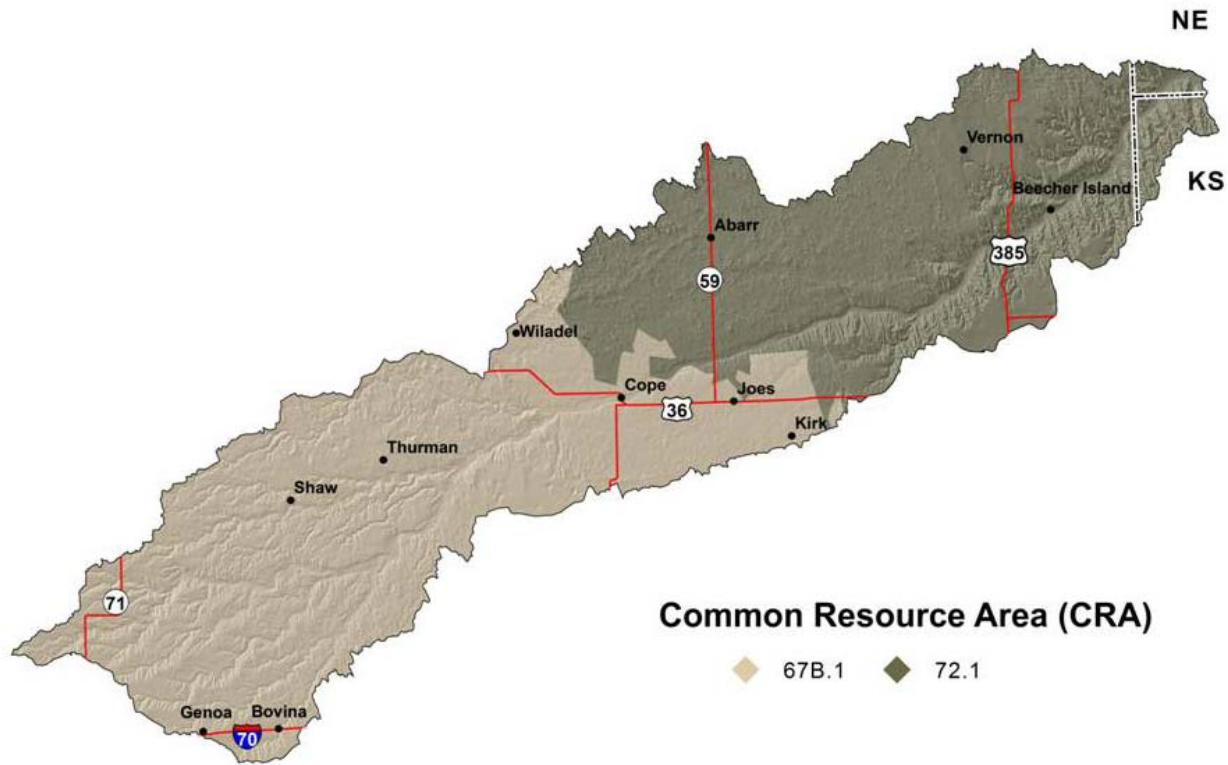 NE
Vernon
KS
Beecher Island
Abarr
385
59
Wiladel
Cope
Joes
36
Kirk
Thurman
Shaw
71
Common Resource Area (CRA)
67B.1 72.1
Genoa Bovina
70